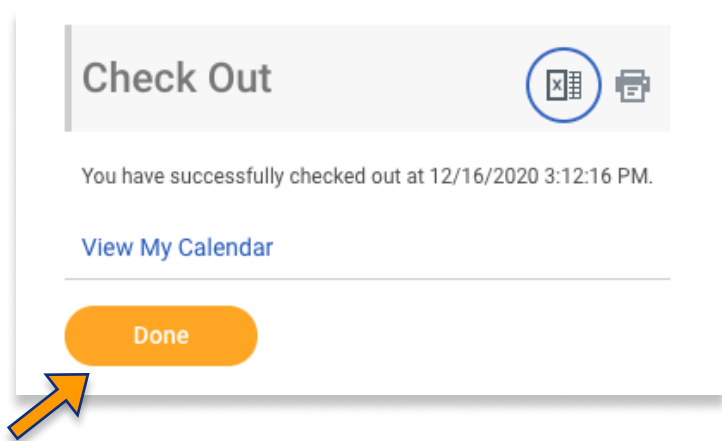 Check Out
You have successfully checked out at 12/16/2020 3:12:16 PM.
View My Calendar
Done